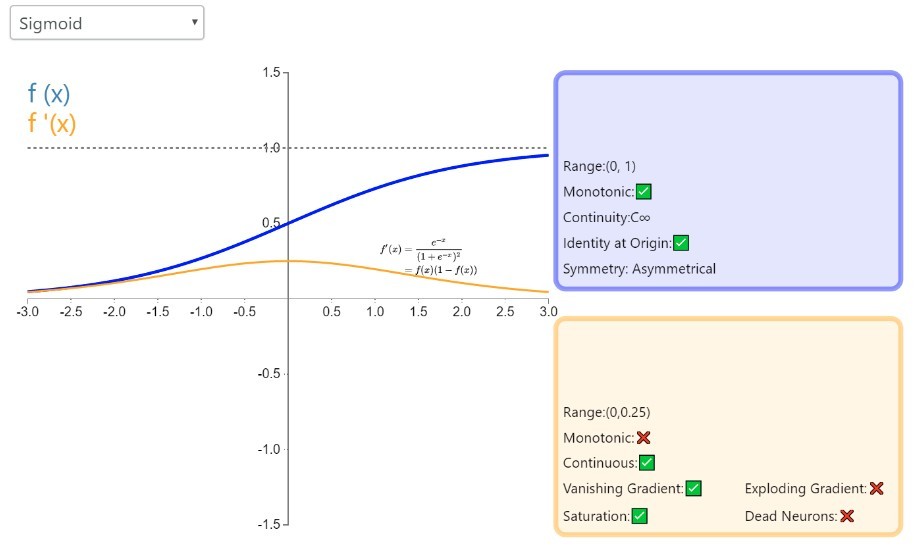 Sigmoid
f (x)
f '(x)
1.5
1.0
0.5
-0.5
-1.0
-1.5
-3.0 -2.5 -2.0 -1.5 -1.0 -0.5 0.5 1.0 1.5 2.0 2.5 3.0
f'(x) = e^{-x} / (1 + e^{-x})²
= f(x)(1 − f(x))
Range:(0, 1)
Monotonic:✅
Continuity:C∞
Identity at Origin:✅
Symmetry: Asymmetrical
Range:(0,0.25)
Monotonic:❌
Continuous:✅
Vanishing Gradient:✅ Exploding Gradient:❌
Saturation:✅ Dead Neurons:❌